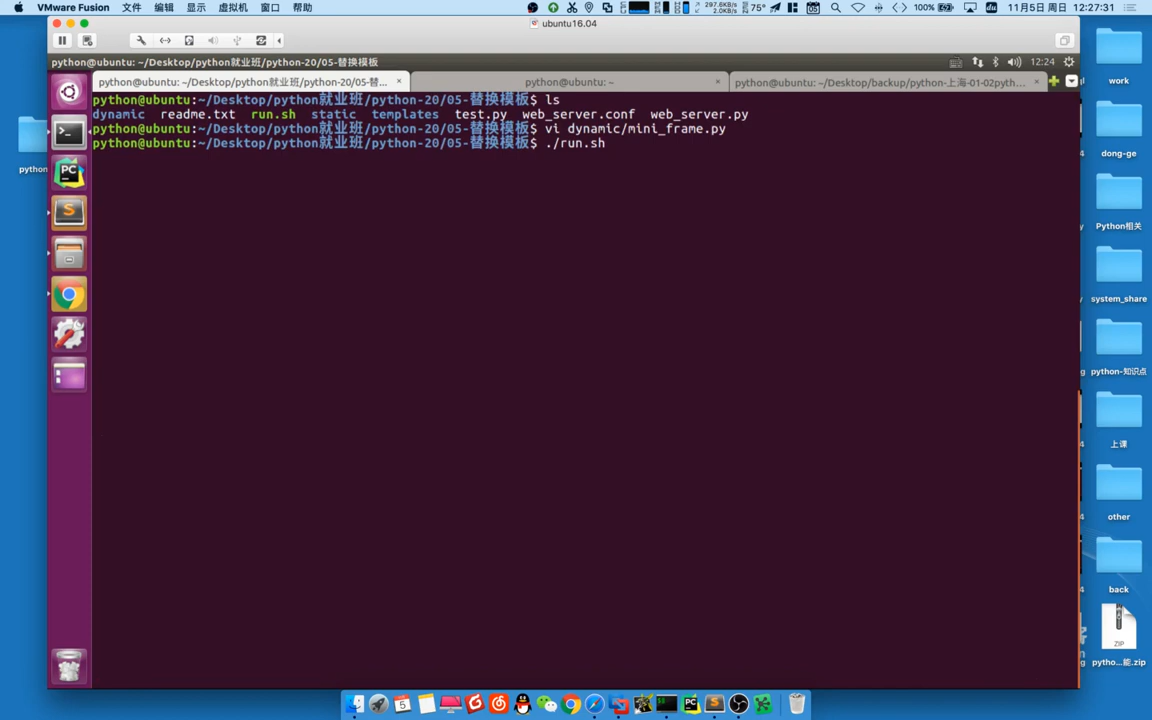 VMware Fusion 文件 编辑 显示 虚拟机 窗口 帮助
297.6KB/s
2.0KB/s
75° 100% 11月5日 周日 12:27:31
ubuntu16.04
python@ubuntu: ~/Desktop/python就业班/python-20/05-替换模板
12:24
python@ubuntu: ~/Desktop/python就业班/python-20/05-替...
python@ubuntu: ~
python@ubuntu: ~/Desktop/backup/python-上海-01-02pyth...
python@ubuntu:~/Desktop/python就业班/python-20/05-替换模板$ ls
dynamic readme.txt run.sh static templates test.py web_server.conf web_server.py
python@ubuntu:~/Desktop/python就业班/python-20/05-替换模板$ vi dynamic/mini_frame.py
python@ubuntu:~/Desktop/python就业班/python-20/05-替换模板$ ./run.sh
python
work
dong-ge
Python相关
system_share
python-知识点
上课
other
back
ZIP
pytho...能.zip